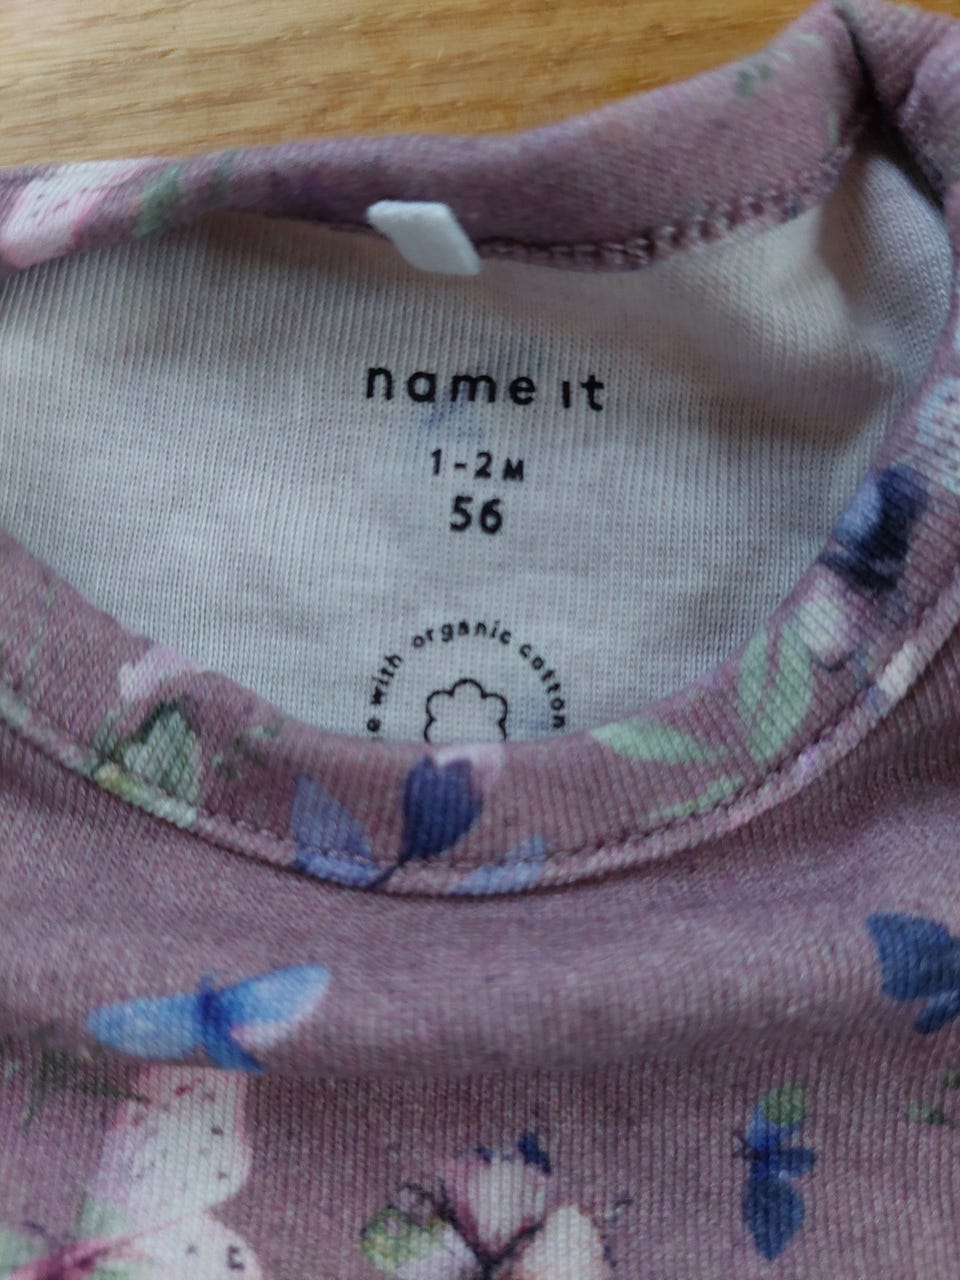 name it
1-2M
56
with organic cotton